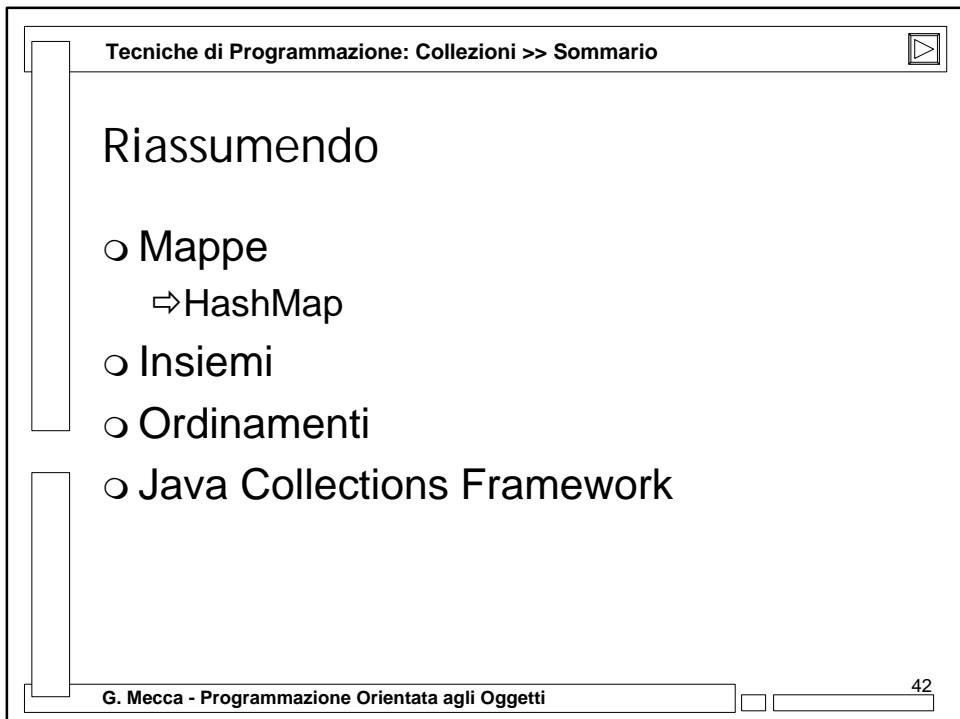 Tecniche di Programmazione: Collezioni >> Sommario
Riassumendo
❍ Mappe
⇨HashMap
❍ Insiemi
❍ Ordinamenti
❍ Java Collections Framework
G. Mecca - Programmazione Orientata agli Oggetti
42